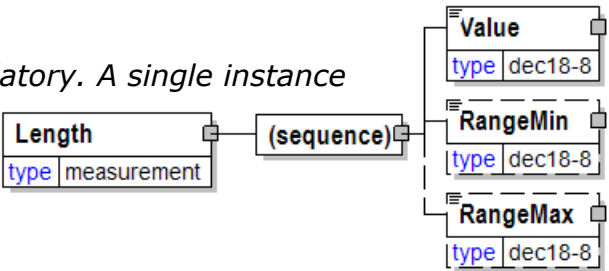 Value
type dec18-8
atory. A single instance
RangeMin
type dec18-8
Length
type measurement
(sequence)
RangeMax
type dec18-8